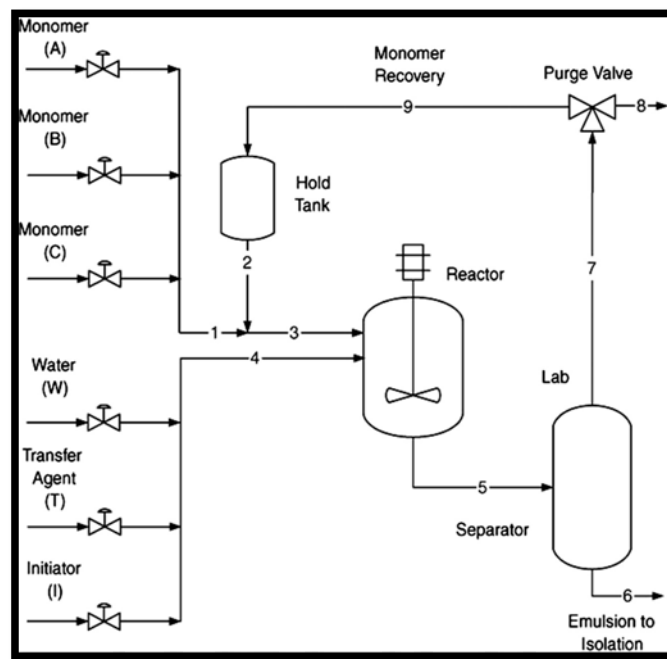 Monomer
(A)
Monomer
Recovery
Purge Valve
9
8
Monomer
(B)
Hold
Tank
Monomer
(C)
2
7
Reactor
1
3
4
Water
(W)
Lab
Transfer
Agent
(T)
5
Separator
Initiator
(I)
6
Emulsion to
Isolation